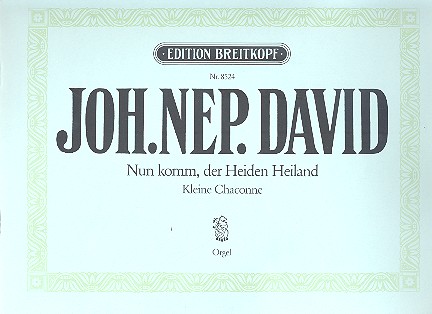 · EDITION BREITKOPF ·
Nr. 8524
JOH. NEP. DAVID
Nun komm, der Heiden Heiland
Kleine Chaconne
Orgel